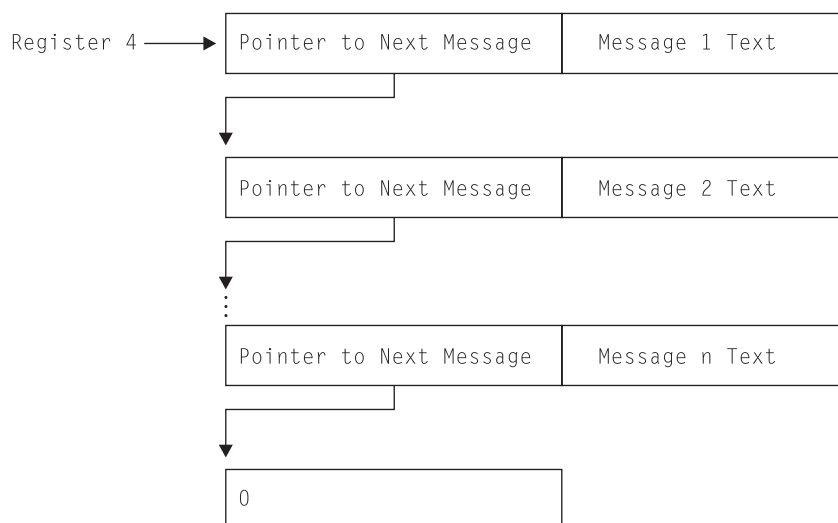 Register 4 Pointer to Next Message Message 1 Text
Pointer to Next Message Message 2 Text
Pointer to Next Message Message n Text
0